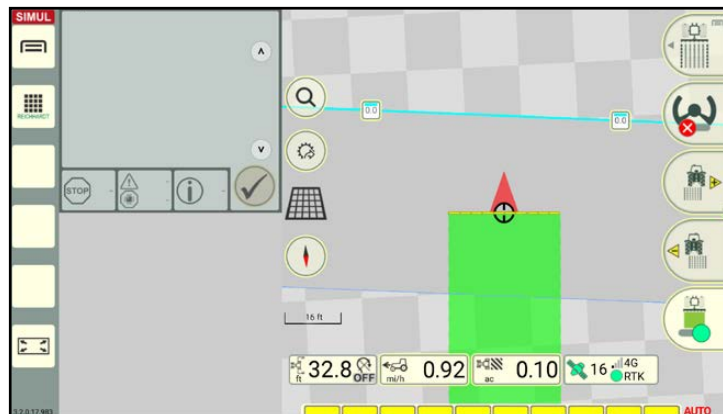 SIMUL
REICHHARDT
STOP
0.0
0.0
16 ft
ft 32.8 OFF
mi/h 0.92
ac 0.10
16 4G
RTK
AUTO
3.2.0.17.983